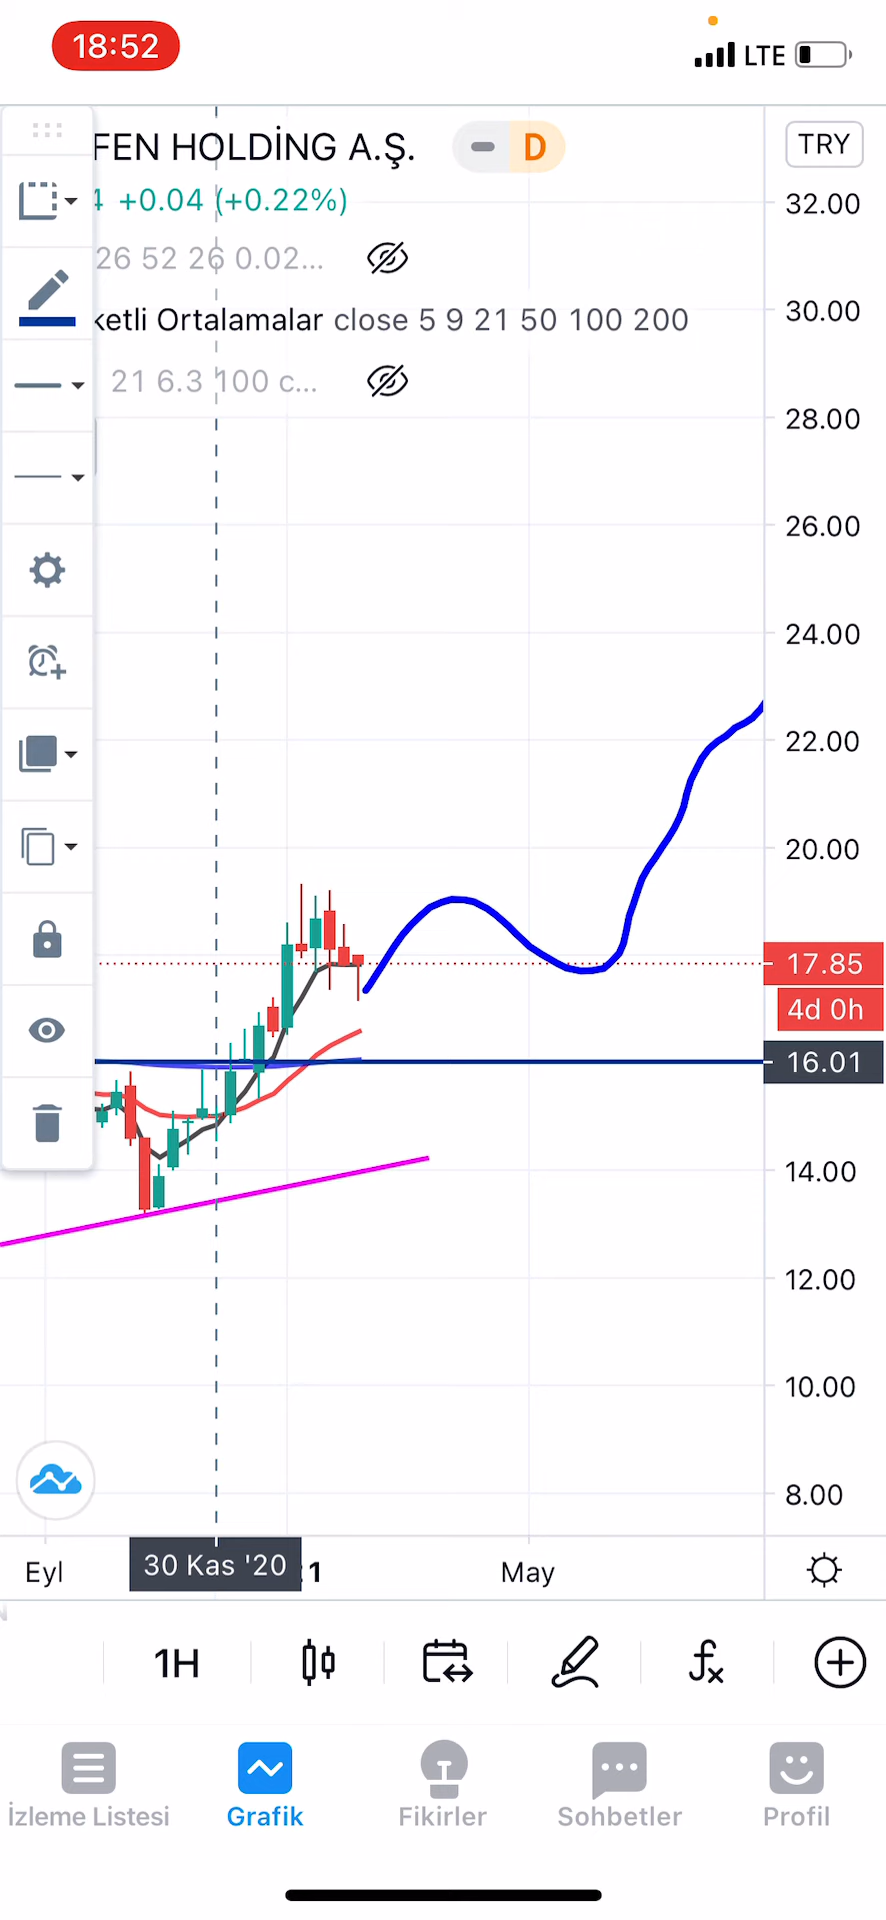 18:52
LTE
FEN HOLDİNG A.Ş.
D
TRY
4 +0.04 (+0.22%)
26 52 26 0.02...
ketli Ortalamalar close 5 9 21 50 100 200
21 6.3 100 c...
32.00
30.00
28.00
26.00
24.00
22.00
20.00
17.85
4d 0h
16.01
14.00
12.00
10.00
8.00
Eyl
30 Kas '20
1
May
1H
İzleme Listesi
Grafik
Fikirler
Sohbetler
Profil